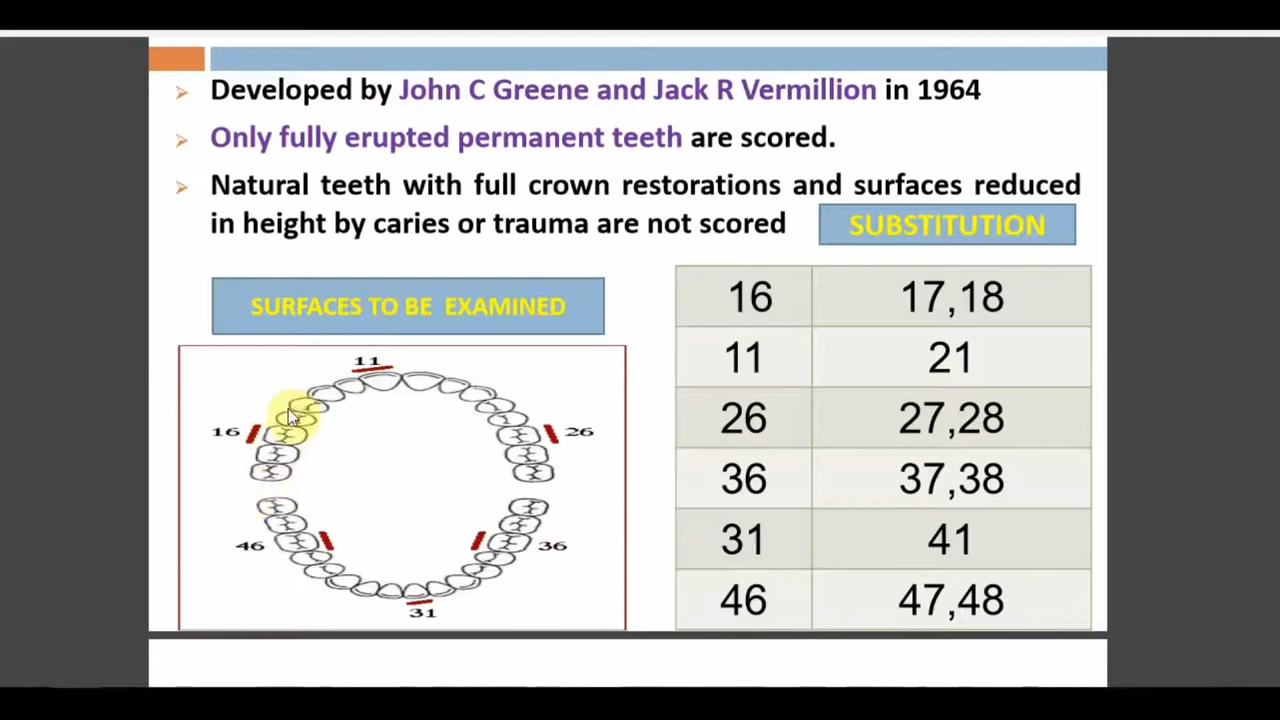 Developed by John C Greene and Jack R Vermillion in 1964
Only fully erupted permanent teeth are scored.
Natural teeth with full crown restorations and surfaces reduced
in height by caries or trauma are not scored
SUBSTITUTION
SURFACES TO BE EXAMINED
11
16
26
46
36
31
16 17,18
11 21
26 27,28
36 37,38
31 41
46 47,48